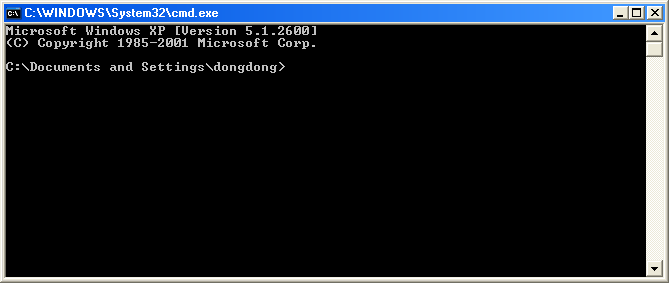 C:\WINDOWS\System32\cmd.exe
Microsoft Windows XP [Version 5.1.2600]
(C) Copyright 1985-2001 Microsoft Corp.
C:\Documents and Settings\dongdong>